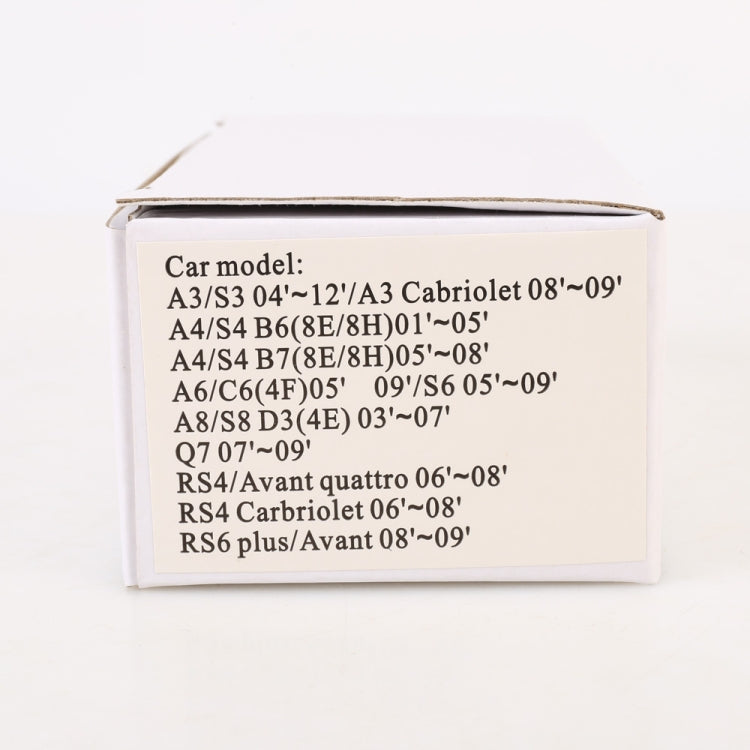 Car model:
A3/S3 04'~12'/A3 Cabriolet 08'~09'
A4/S4 B6(8E/8H)01'~05'
A4/S4 B7(8E/8H)05'~08'
A6/C6(4F)05' 09'/S6 05'~09'
A8/S8 D3(4E) 03'~07'
Q7 07'~09'
RS4/Avant quattro 06'~08'
RS4 Carbriolet 06'~08'
RS6 plus/Avant 08'~09'